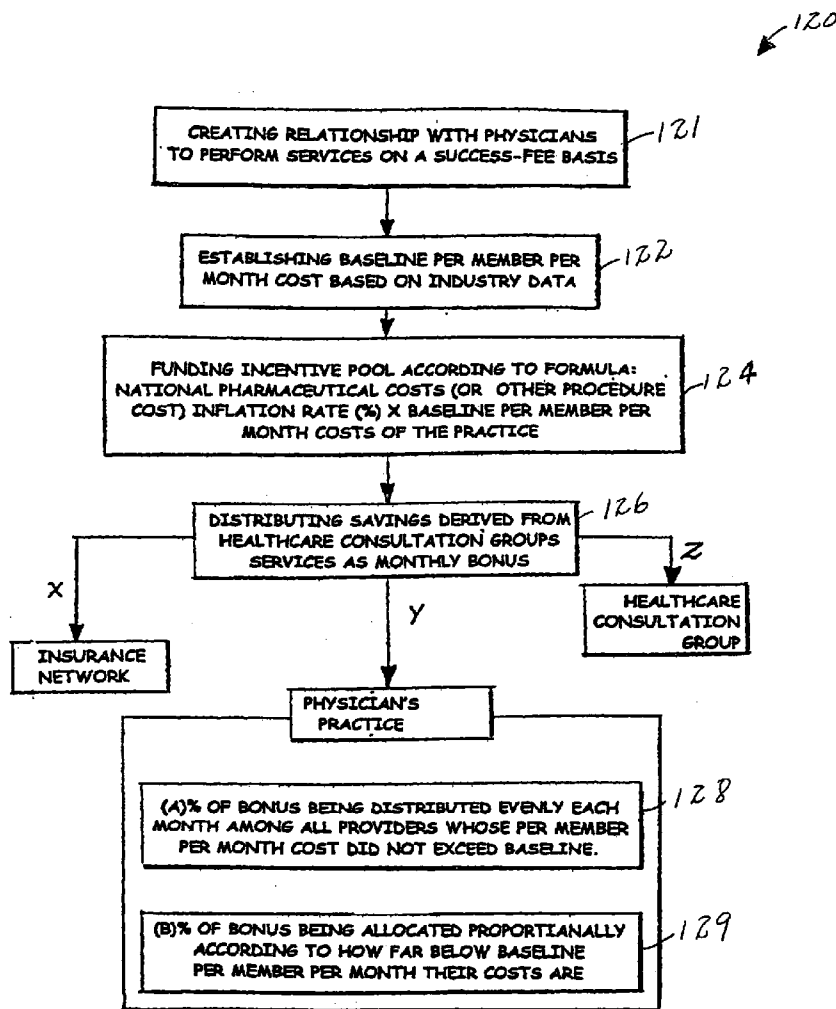 120
CREATING RELATIONSHIP WITH PHYSICIANS
TO PERFORM SERVICES ON A SUCCESS-FEE BASIS
121
ESTABLISHING BASELINE PER MEMBER PER
MONTH COST BASED ON INDUSTRY DATA
122
FUNDING INCENTIVE POOL ACCORDING TO FORMULA:
NATIONAL PHARMACEUTICAL COSTS (OR OTHER PROCEDURE
COST) INFLATION RATE (%) X BASELINE PER MEMBER PER
MONTH COSTS OF THE PRACTICE
124
DISTRIBUTING SAVINGS DERIVED FROM
HEALTHCARE CONSULTATION GROUPS
SERVICES AS MONTHLY BONUS
126
X
Y
Z
INSURANCE
NETWORK
HEALTHCARE
CONSULTATION
GROUP
PHYSICIAN'S
PRACTICE
(A)% OF BONUS BEING DISTRIBUTED EVENLY EACH
MONTH AMONG ALL PROVIDERS WHOSE PER MEMBER
PER MONTH COST DID NOT EXCEED BASELINE.
128
(B)% OF BONUS BEING ALLOCATED PROPORTIANALLY
ACCORDING TO HOW FAR BELOW BASELINE
PER MEMBER PER MONTH THEIR COSTS ARE
129